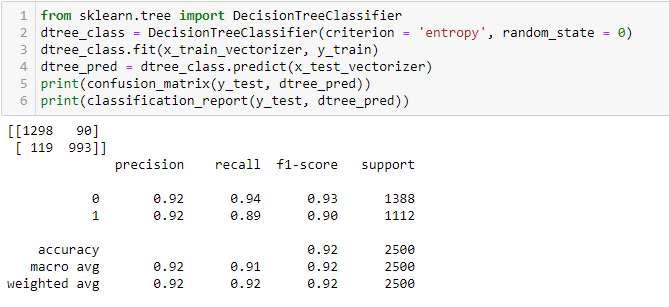 1 from sklearn.tree import DecisionTreeClassifier
2 dtree_class = DecisionTreeClassifier(criterion = 'entropy', random_state = 0)
3 dtree_class.fit(x_train_vectorizer, y_train)
4 dtree_pred = dtree_class.predict(x_test_vectorizer)
5 print(confusion_matrix(y_test, dtree_pred))
6 print(classification_report(y_test, dtree_pred))
[[1298   90]
 [ 119  993]]
              precision    recall  f1-score   support
           0       0.92      0.94      0.93      1388
           1       0.92      0.89      0.90      1112
    accuracy                           0.92      2500
   macro avg       0.92      0.91      0.92      2500
weighted avg       0.92      0.92      0.92      2500